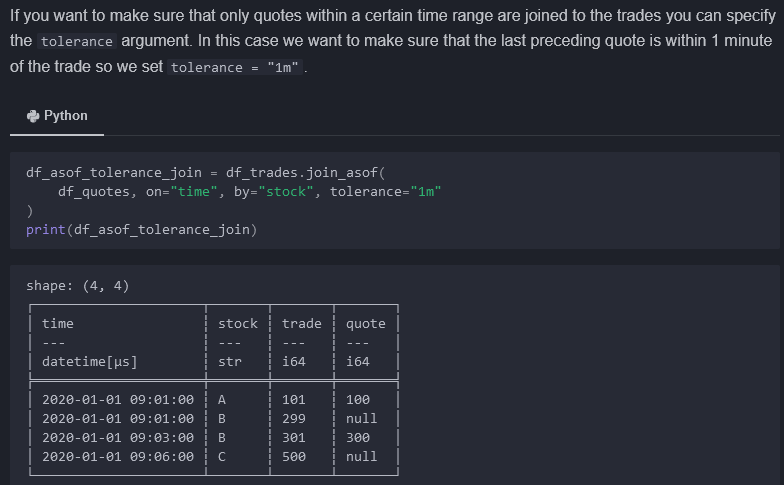 If you want to make sure that only quotes within a certain time range are joined to the trades you can specify
the tolerance argument. In this case we want to make sure that the last preceding quote is within 1 minute
of the trade so we set tolerance = "1m" .
Python
df_asof_tolerance_join = df_trades.join_asof(
    df_quotes, on="time", by="stock", tolerance="1m"
)
print(df_asof_tolerance_join)
shape: (4, 4)
time stock trade quote
--- --- --- ---
datetime[μs] str i64 i64
2020-01-01 09:01:00 A 101 100
2020-01-01 09:01:00 B 299 null
2020-01-01 09:03:00 B 301 300
2020-01-01 09:06:00 C 500 null